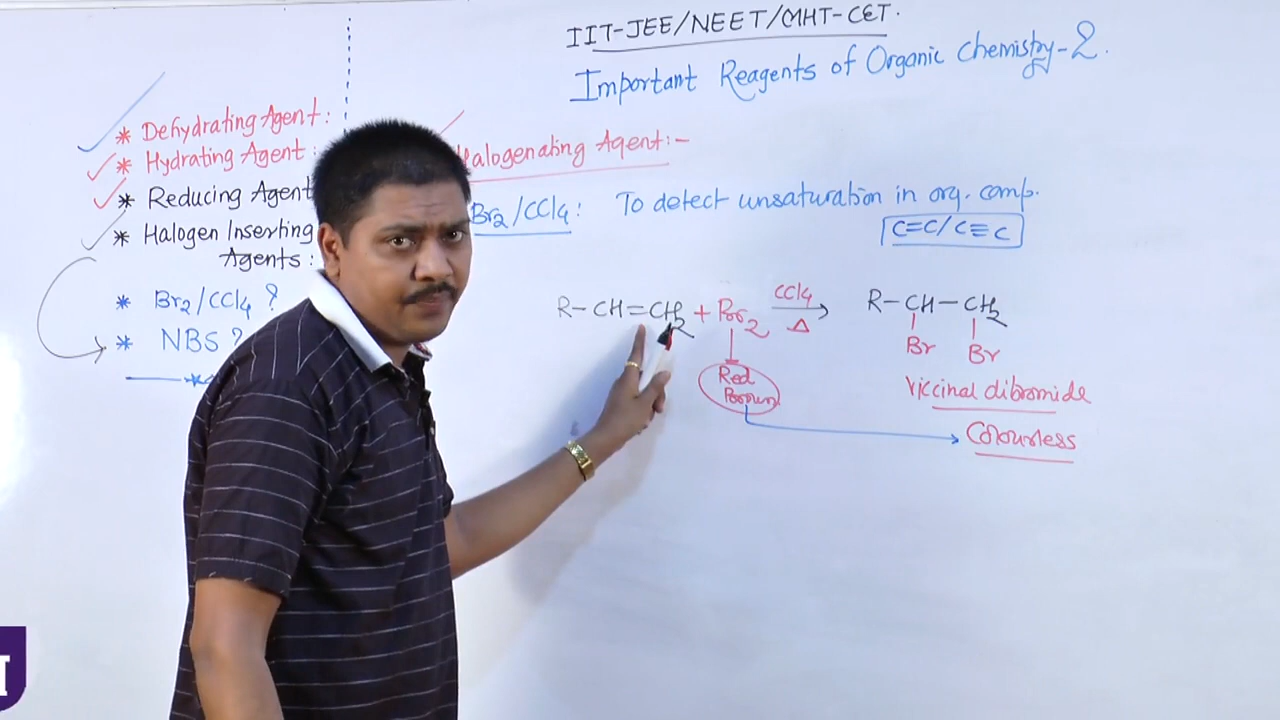 IIT-JEE/NEET/MHT-CET.
Important Reagents of Organic Chemistry-2.
* Dehydrating Agent:
* Hydrating Agent:
* Reducing Agent
* Halogen Inserting
Agents:
* Br2/CCl4 ?
* NBS ?
Halogenating Agent:-
Br2/CCl4: To detect unsaturation in org. comp.
C=C/C≡C
R-CH=CH2 + Br2 CCl4 Δ → R-CH-CH2
Br Br
Red
Brown
Viccinal dibromide
Colourless